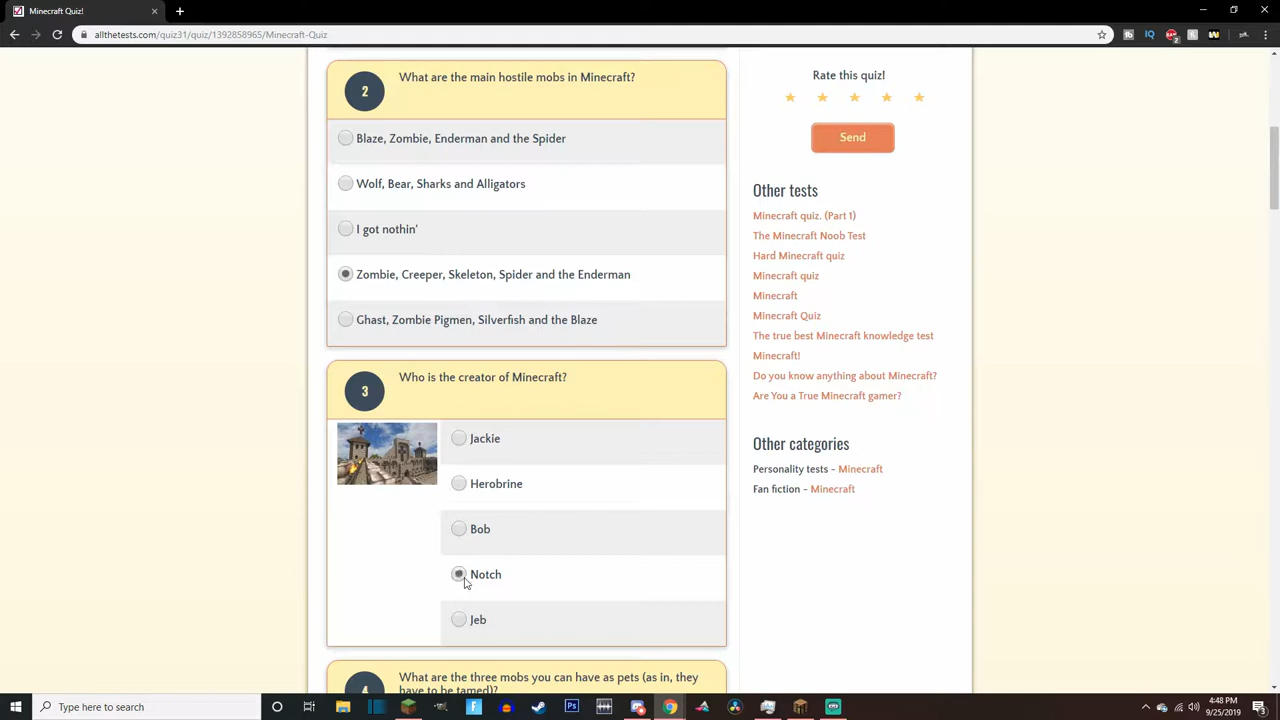 Minecraft Quiz!
allthetests.com/quiz31/quiz/1392858965/Minecraft-Quiz
2
What are the main hostile mobs in Minecraft?
Blaze, Zombie, Enderman and the Spider
Wolf, Bear, Sharks and Alligators
I got nothin'
Zombie, Creeper, Skeleton, Spider and the Enderman
Ghast, Zombie Pigmen, Silverfish and the Blaze
3
Who is the creator of Minecraft?
Jackie
Herobrine
Bob
Notch
Jeb
4
What are the three mobs you can have as pets (as in, they
have to be tamed)?
Rate this quiz!
Send
Other tests
Minecraft quiz. (Part 1)
The Minecraft Noob Test
Hard Minecraft quiz
Minecraft quiz
Minecraft
Minecraft Quiz
The true best Minecraft knowledge test
Minecraft!
Do you know anything about Minecraft?
Are You a True Minecraft gamer?
Other categories
Personality tests - Minecraft
Fan fiction - Minecraft
Type here to search
4:48 PM
9/25/2019